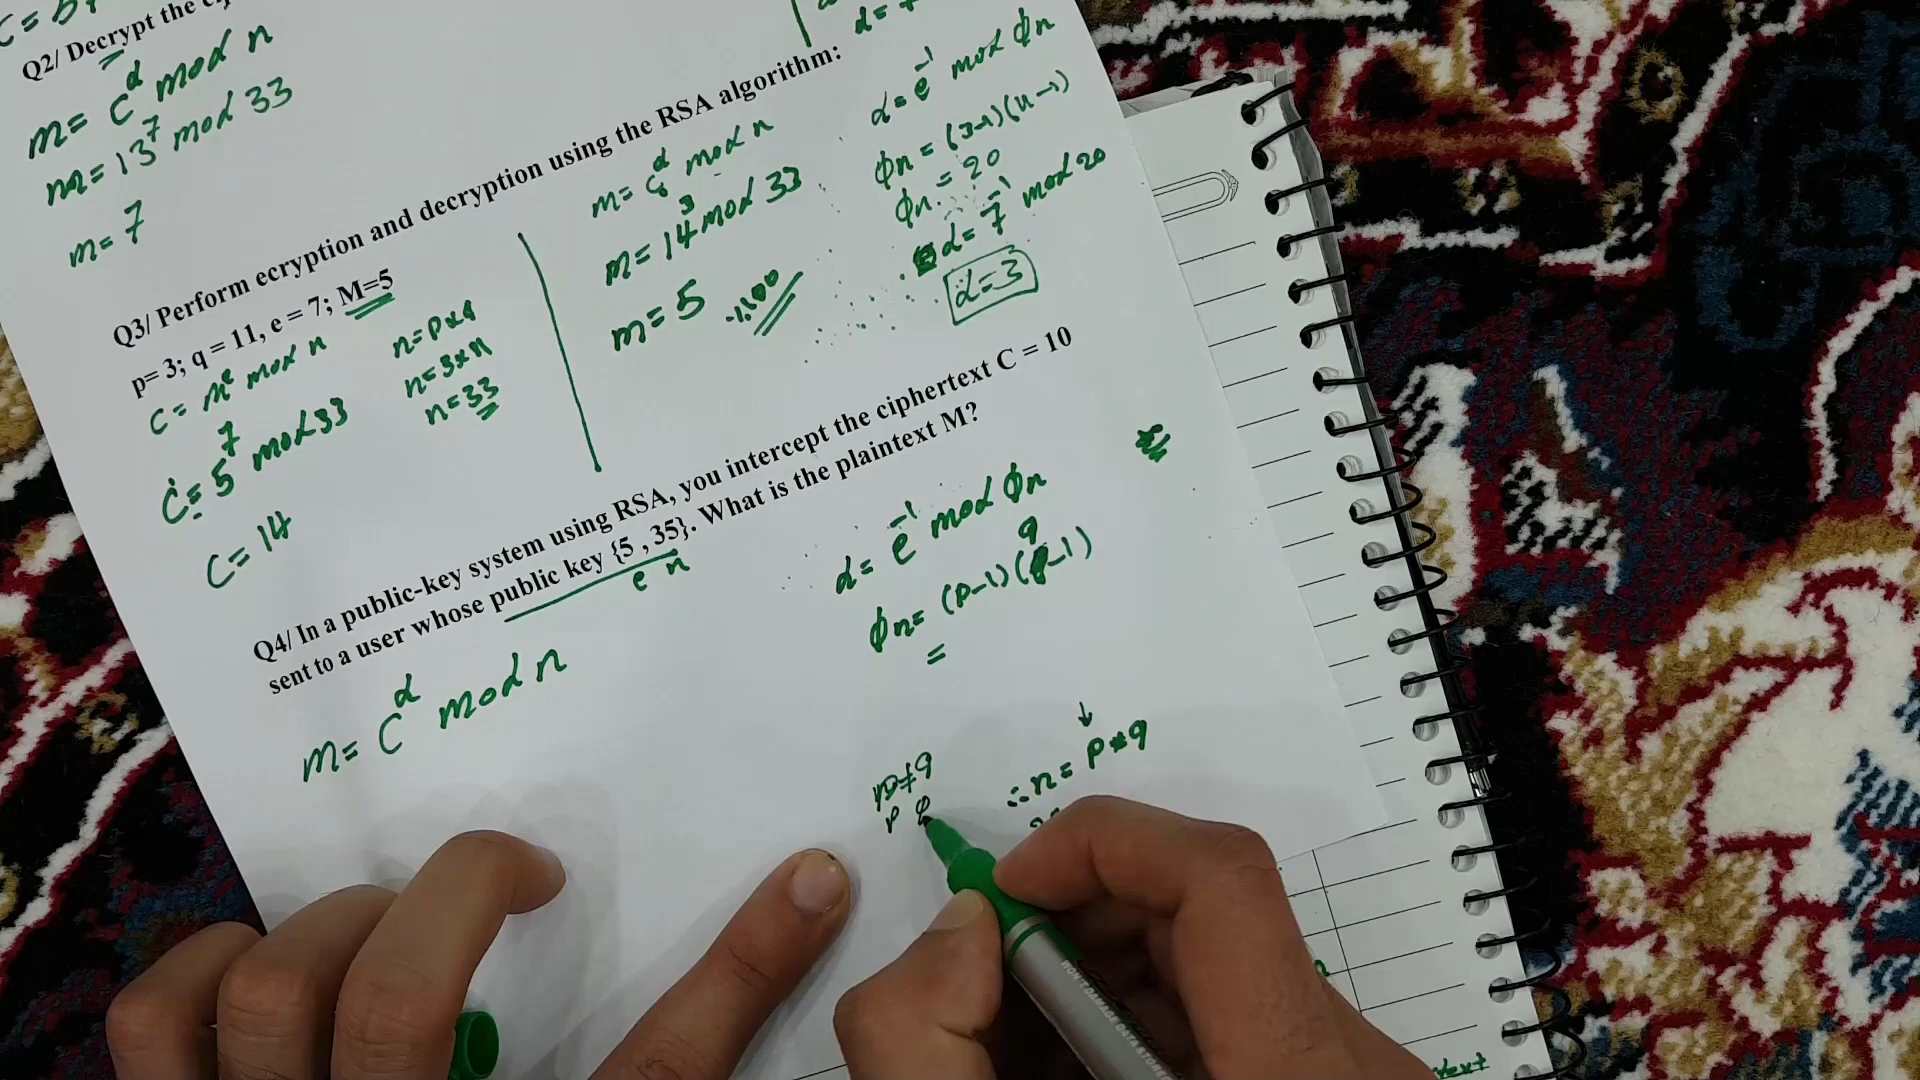 Q2/ Decrypt the
m= C^d mod n
m= 13^7 mod 33
m= 7
d=
d= e^-1 mod ϕn
ϕn = (3-1)(11-1)
ϕn = 20
d= 7^-1 mod 20
d=3
Q3/ Perform ecryption and decryption using the RSA algorithm:
p= 3; q = 11, e = 7; M=5
C= M^e mod n
C= 5^7 mod 33
C= 14
n= P*q
n= 3*11
n= 33
m= C^d mod n
m= 14^3 mod 33
m= 5
Q4/ In a public-key system using RSA, you intercept the ciphertext C = 10
sent to a user whose public key {5 , 35}. What is the plaintext M?
e n
m= C^d mod n
d= e^-1 mod ϕn
ϕn= (P-1)(q-1)
=
∴ n = P*q
P≠q
P